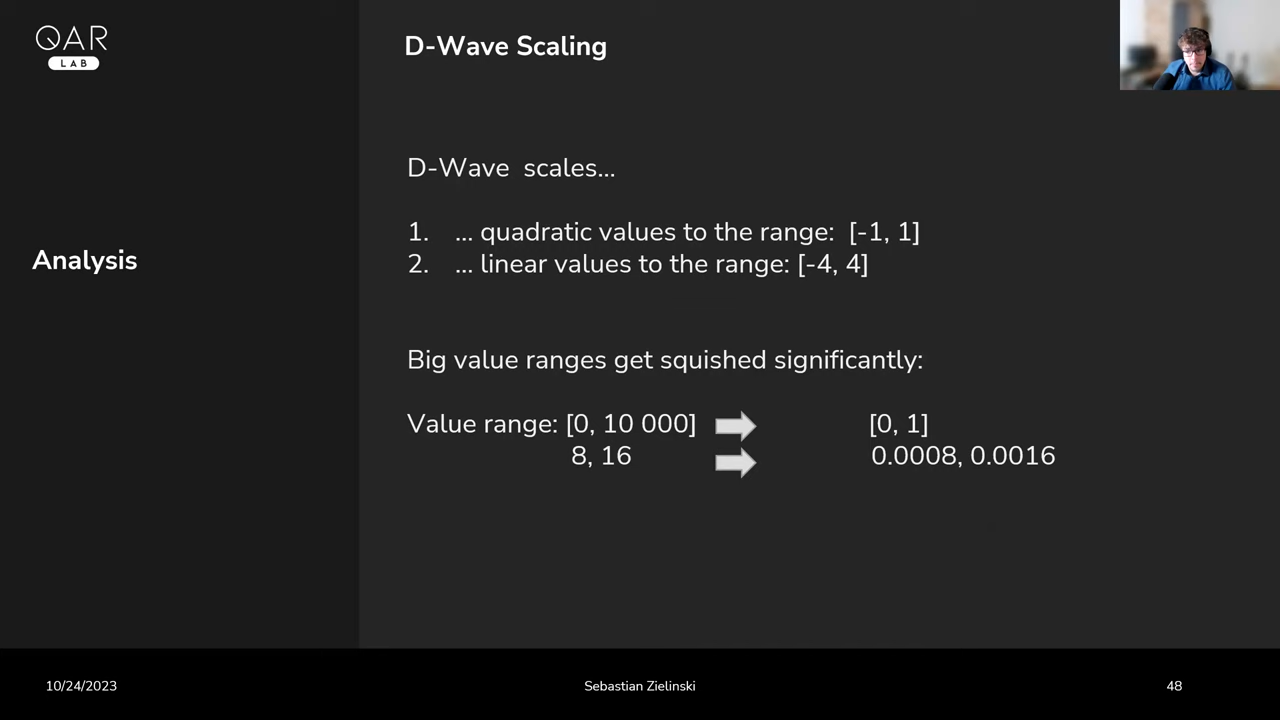 QAR
LAB
D-Wave Scaling
D-Wave scales...
1. ... quadratic values to the range: [-1, 1]
2. ... linear values to the range: [-4, 4]
Analysis
Big value ranges get squished significantly:
Value range: [0, 10 000] [0, 1]
8, 16 0.0008, 0.0016
10/24/2023 Sebastian Zielinski 48